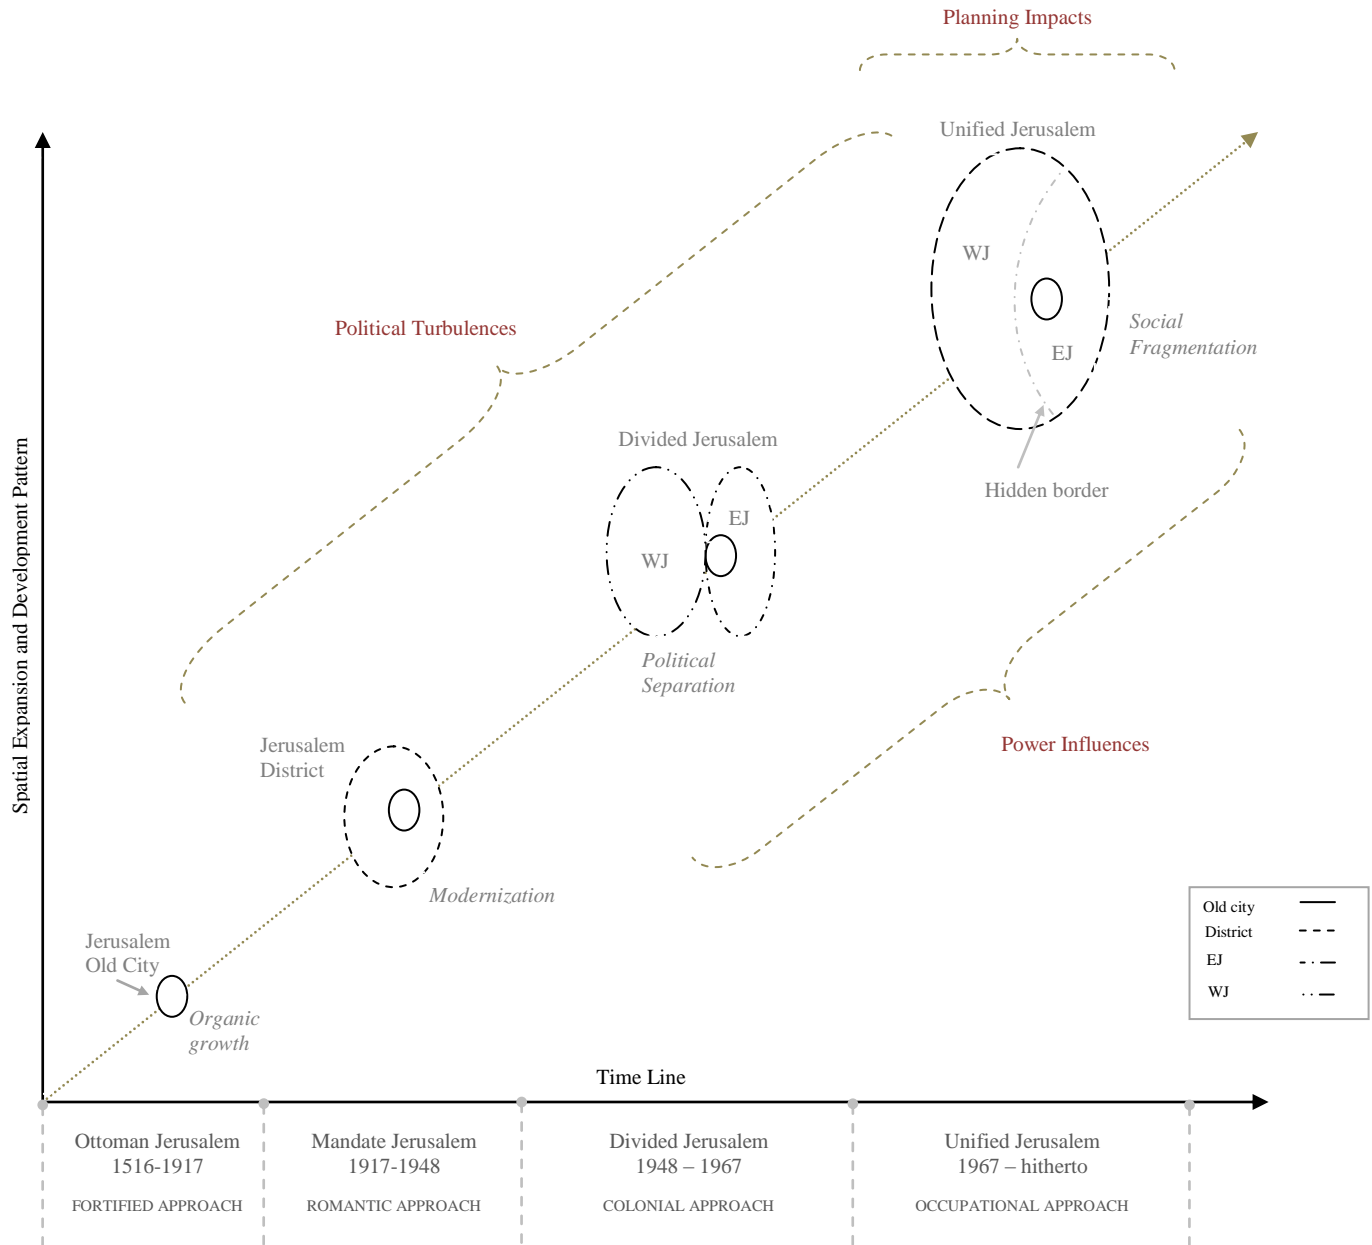 Planning Impacts
Unified Jerusalem
WJ
EJ
Social
Fragmentation
Hidden border
Political Turbulences
Divided Jerusalem
EJ
WJ
Political
Separation
Power Influences
Jerusalem
District
Modernization
Jerusalem
Old City
Organic
growth
Spatial Expansion and Development Pattern
Old city
District
EJ
WJ
Time Line
Ottoman Jerusalem
1516-1917
FORTIFIED APPROACH
Mandate Jerusalem
1917-1948
ROMANTIC APPROACH
Divided Jerusalem
1948 – 1967
COLONIAL APPROACH
Unified Jerusalem
1967 – hitherto
OCCUPATIONAL APPROACH